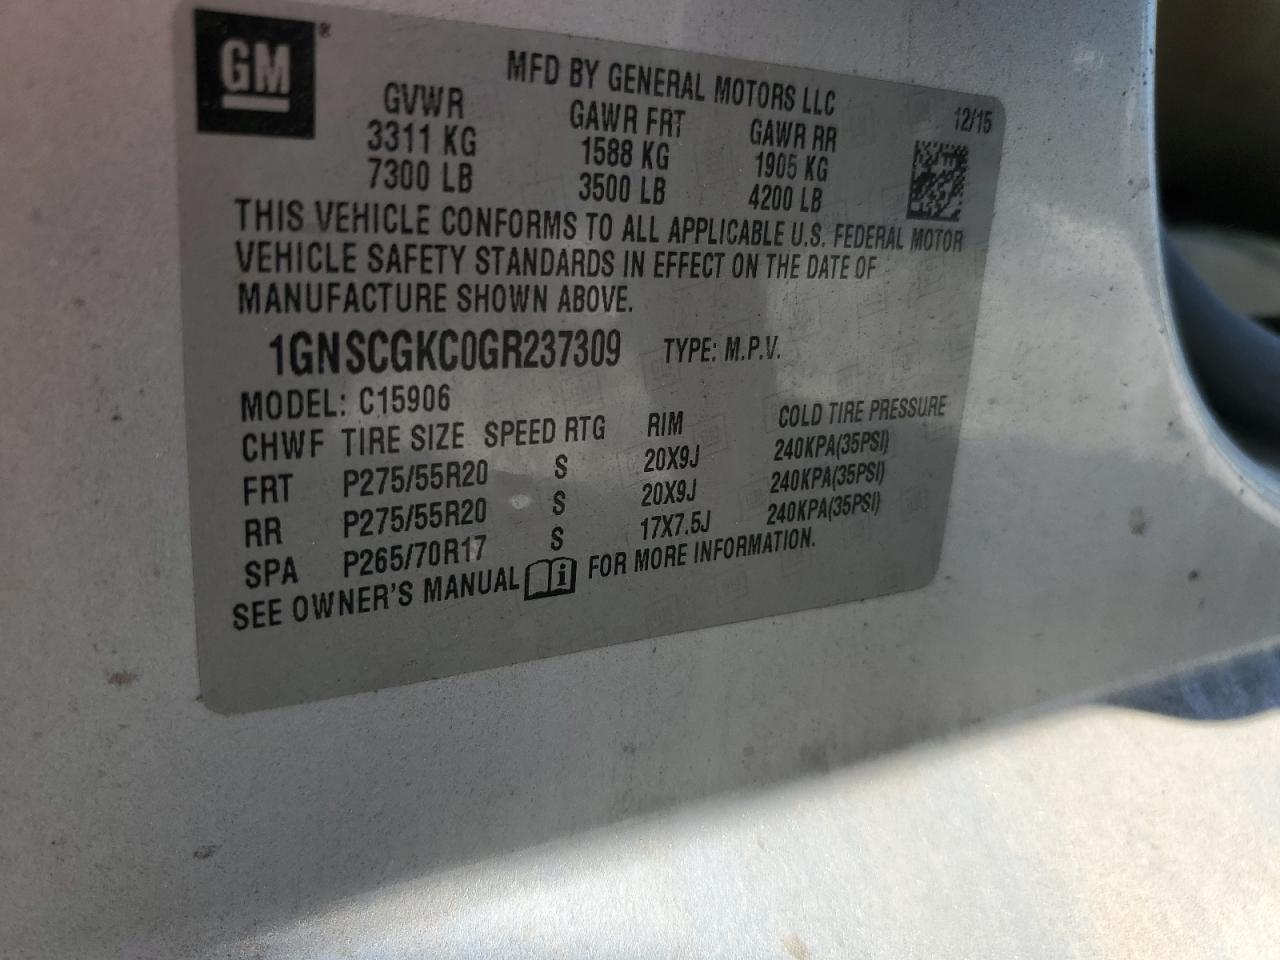 GM®
MFD BY GENERAL MOTORS LLC
12/15
GVWR GAWR FRT GAWR RR
3311 KG 1588 KG 1905 KG
7300 LB 3500 LB 4200 LB
THIS VEHICLE CONFORMS TO ALL APPLICABLE U.S. FEDERAL MOTOR
VEHICLE SAFETY STANDARDS IN EFFECT ON THE DATE OF
MANUFACTURE SHOWN ABOVE.
1GNSCGKC0GR237309 TYPE: M.P.V.
MODEL: C15906
CHWF TIRE SIZE SPEED RTG RIM COLD TIRE PRESSURE
FRT P275/55R20 S 20X9J 240KPA(35PSI)
RR P275/55R20 S 20X9J 240KPA(35PSI)
SPA P265/70R17 S 17X7.5J 240KPA(35PSI)
SEE OWNER'S MANUAL i FOR MORE INFORMATION.